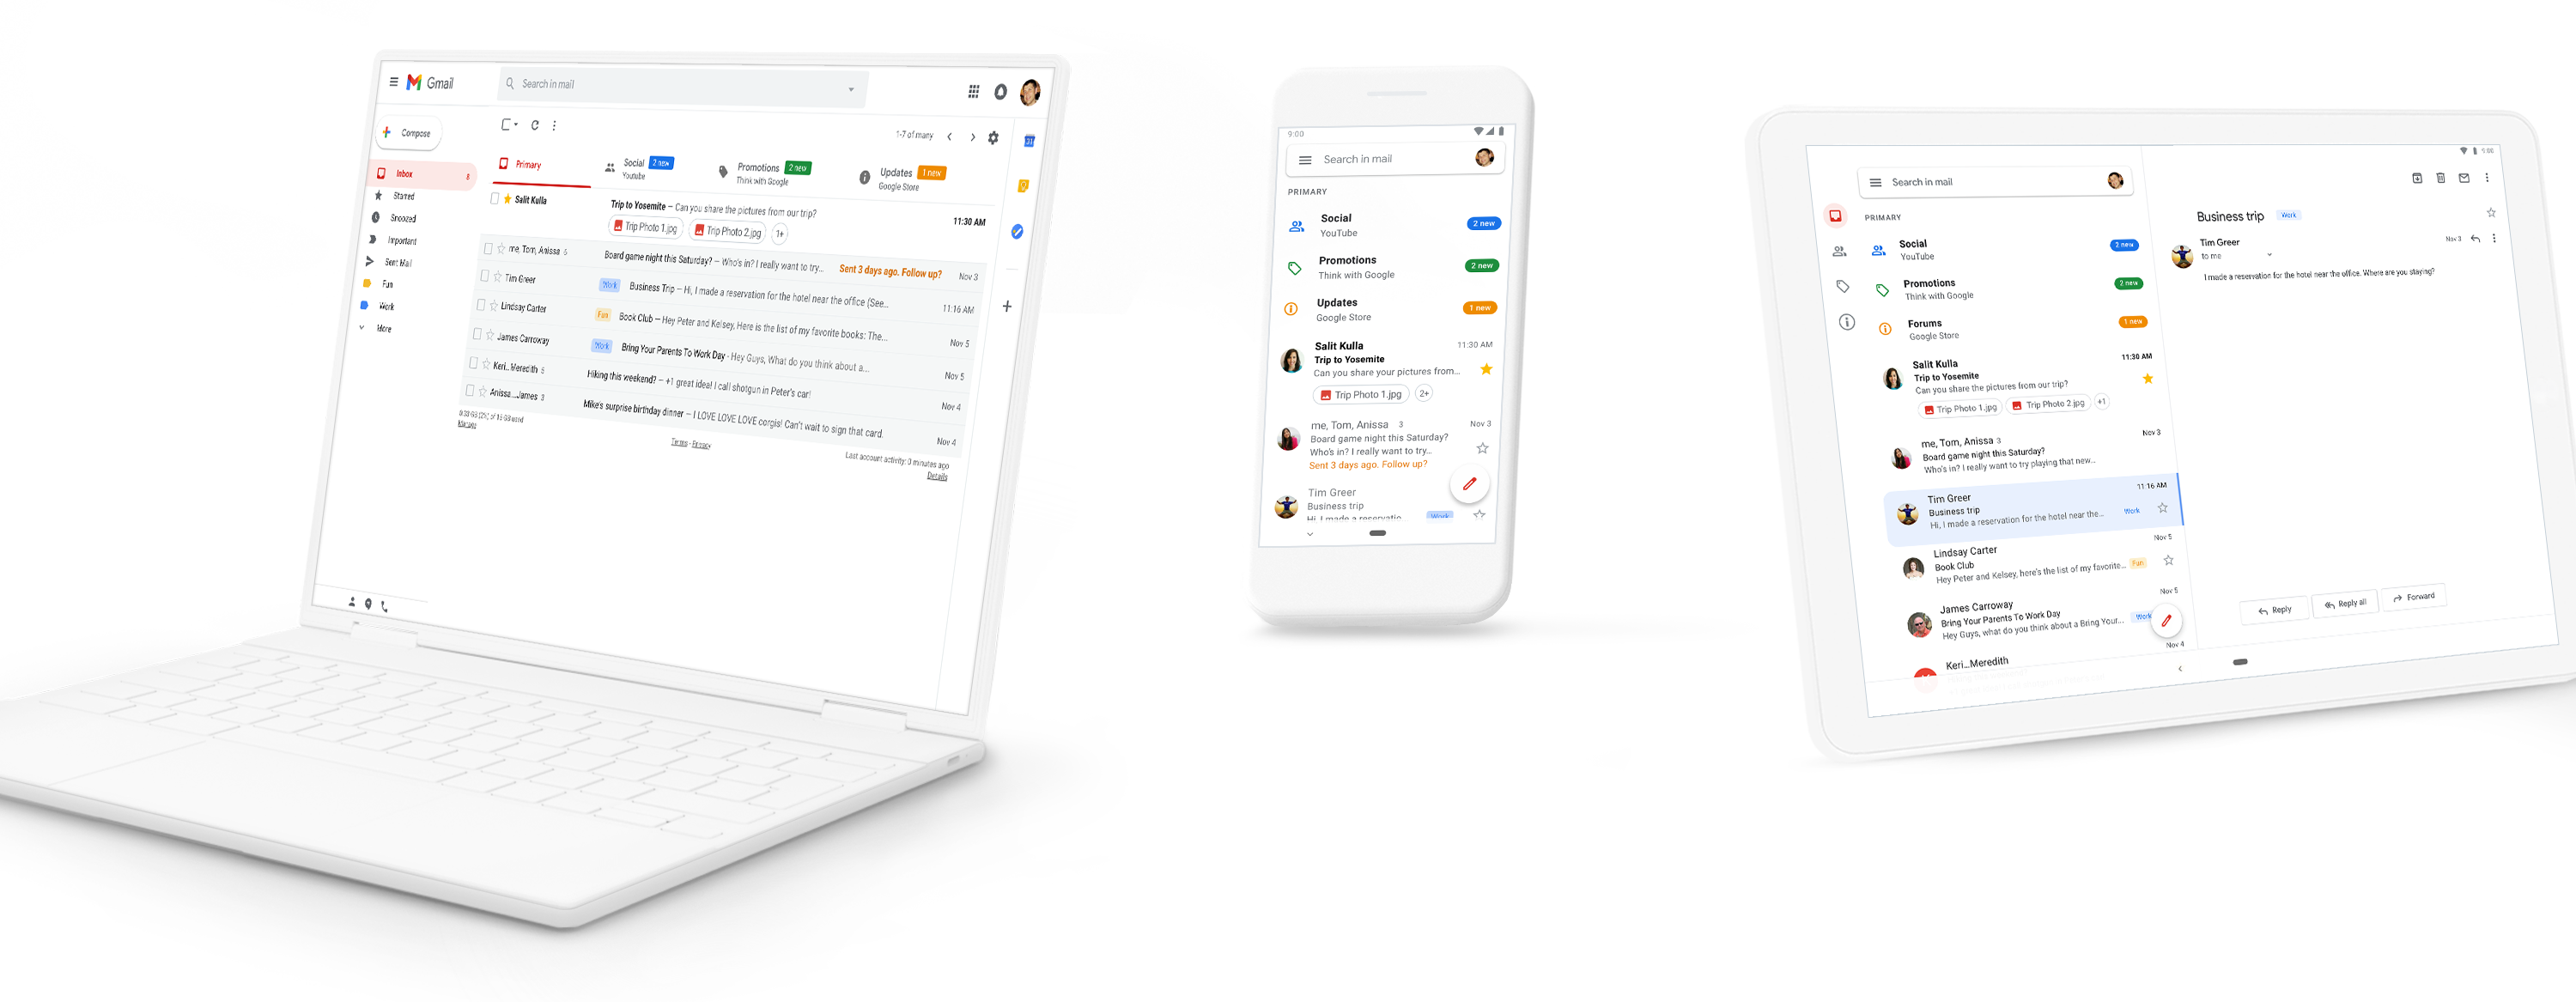 Gmail
Search in mail
Compose
1-7 of many
Inbox 8
Starred
Snoozed
Important
Sent Mail
Fun
Work
More
Primary
Social 2 new
Youtube
Promotions 2 new
Think with Google
Updates 1 new
Google Store
Salit Kulla Trip to Yosemite – Can you share the pictures from our trip? 11:30 AM
Trip Photo 1.jpg Trip Photo 2.jpg 1+
me, Tom, Anissa 6 Board game night this Saturday? – Who's in? I really want to try... Sent 3 days ago. Follow up? Nov 3
Tim Greer Work Business Trip – Hi, I made a reservation for the hotel near the office (See... 11:16 AM
Lindsay Carter Fun Book Club – Hey Peter and Kelsey, Here is the list of my favorite books: The... Nov 5
James Carroway Work Bring Your Parents To Work Day - Hey Guys, What do you think about a... Nov 5
Keri...Meredith 5 Hiking this weekend? – +1 great idea! I call shotgun in Peter's car! Nov 4
Anissa...James 3 Mike's surprise birthday dinner – I LOVE LOVE LOVE corgis! Can't wait to sign that card. Nov 4
of 15 GB used
Manage
Terms - Privacy
Last account activity: 0 minutes ago
Details
9:00
Search in mail
PRIMARY
Social 2 new
YouTube
Promotions 2 new
Think with Google
Updates 1 new
Google Store
Salit Kulla 11:30 AM
Trip to Yosemite
Can you share your pictures from...
Trip Photo 1.jpg 2+
me, Tom, Anissa 3 Nov 3
Board game night this Saturday?
Who's in? I really want to try...
Sent 3 days ago. Follow up?
Tim Greer
Business trip
Hi, I made a reservatio Work
Search in mail
PRIMARY
Social 2 new
YouTube
Promotions 2 new
Think with Google
Forums 1 new
Google Store
Salit Kulla 11:30 AM
Trip to Yosemite
Can you share the pictures from our trip?
Trip Photo 1.jpg Trip Photo 2.jpg +1
me, Tom, Anissa 3 Nov 3
Board game night this Saturday?
Who's in? I really want to try playing that new...
Tim Greer 11:16 AM
Business trip
Hi, I made a reservation for the hotel near the... Work
Lindsay Carter Nov 5
Book Club
Hey Peter and Kelsey, here's the list of my favorite... Fun
James Carroway Nov 5
Bring Your Parents To Work Day
Hey Guys, what do you think about a Bring Your... Work
Keri...Meredith Nov 4
Business trip Work
Tim Greer Nov 3
to me
I made a reservation for the hotel near the office. Where are you staying?
Reply Reply all Forward